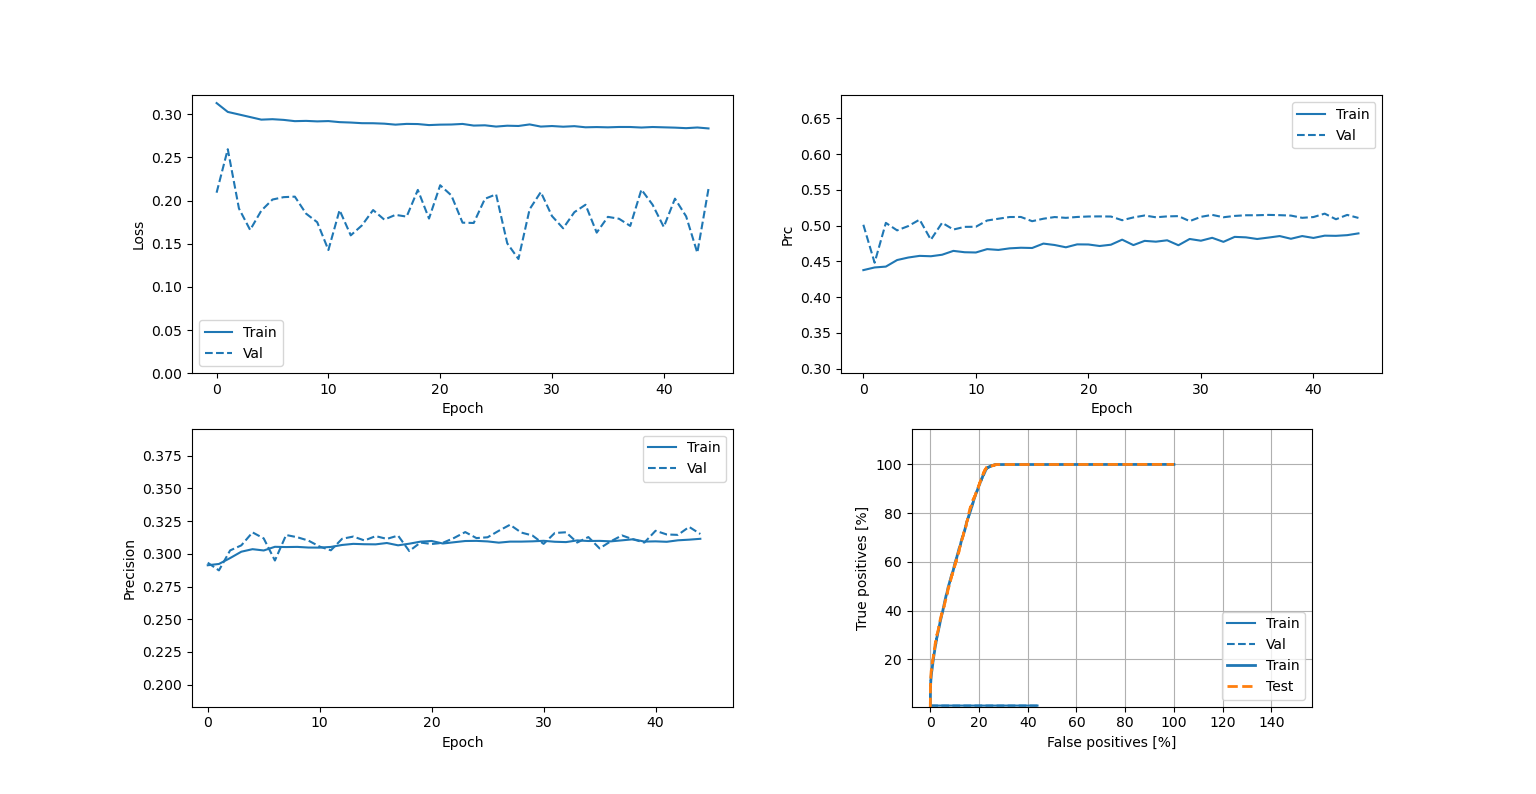 0.30
0.25
0.20
0.15
0.10
0.05
0.00
Loss
Train
Val
0 10 20 30 40
Epoch
0.65
0.60
0.55
0.50
0.45
0.40
0.35
0.30
Prc
Train
Val
0 10 20 30 40
Epoch
0.375
0.350
0.325
0.300
0.275
0.250
0.225
0.200
Precision
Train
Val
0 10 20 30 40
Epoch
100
80
60
40
20
True positives [%]
Train
Val
Train
Test
0 20 40 60 80 100 120 140
False positives [%]